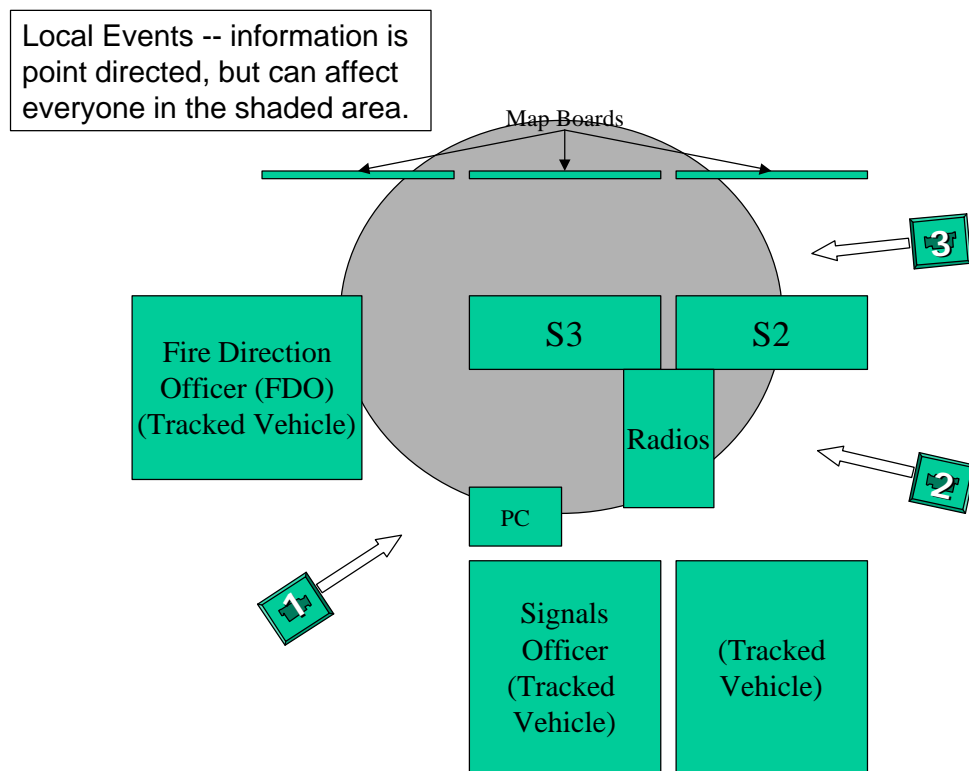 Local Events -- information is
point directed, but can affect
everyone in the shaded area.
Map Boards
3
S3
S2
Fire Direction
Officer (FDO)
(Tracked Vehicle)
Radios
2
PC
1
Signals
Officer
(Tracked
Vehicle)
(Tracked
Vehicle)